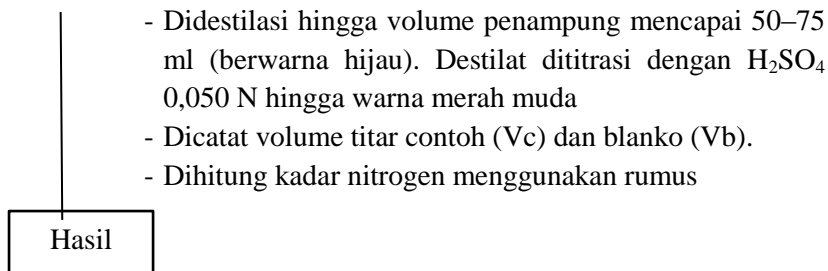 - Didestilasi hingga volume penampung mencapai 50–75
ml (berwarna hijau). Destilat dititrasi dengan H₂SO₄
0,050 N hingga warna merah muda
- Dicatat volume titar contoh (Vc) dan blanko (Vb).
- Dihitung kadar nitrogen menggunakan rumus
Hasil